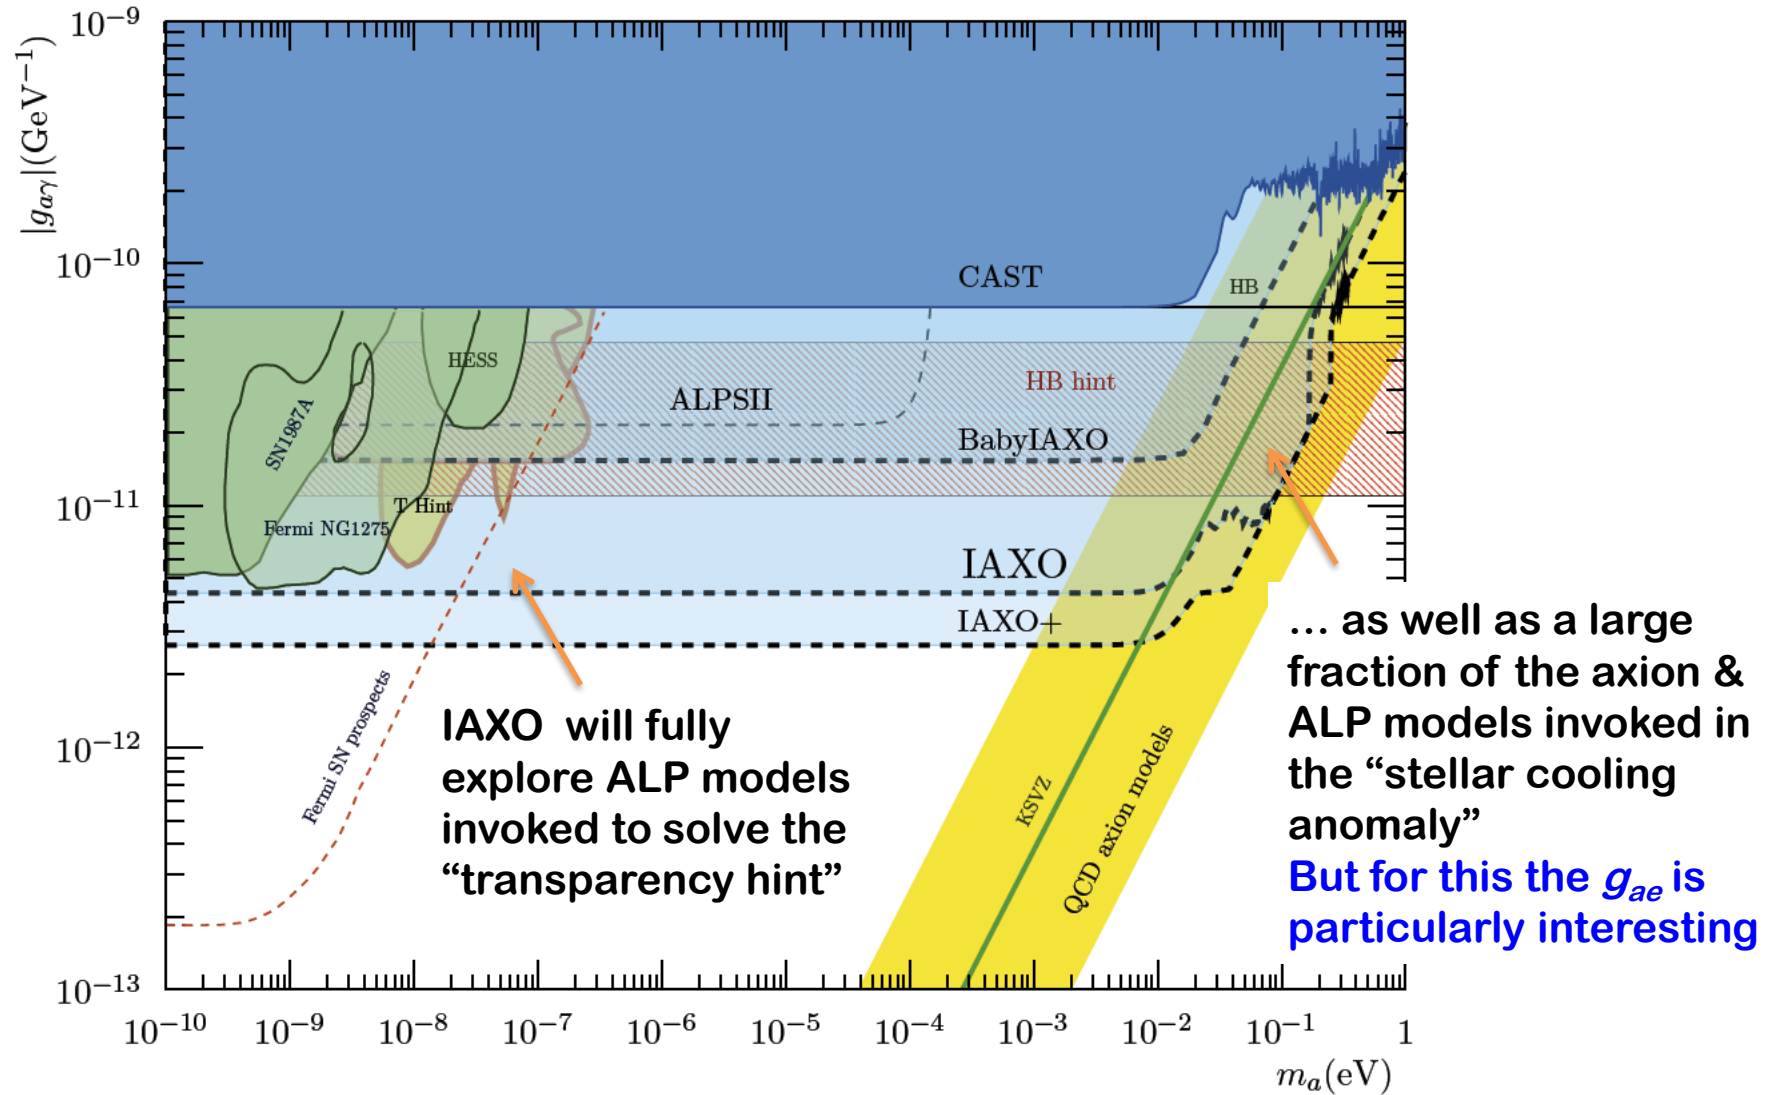 10⁻⁹
|g_{aγ}|(GeV⁻¹)
10⁻¹⁰
10⁻¹¹
10⁻¹²
10⁻¹³
CAST
HB
HESS
HB hint
ALPSII
SN1987A
BabyIAXO
T Hint
Fermi NG1275
IAXO
IAXO+
Fermi SN prospects
KSVZ
QCD axion models
IAXO will fully
explore ALP models
invoked to solve the
“transparency hint”
... as well as a large
fraction of the axion &
ALP models invoked in
the “stellar cooling
anomaly”
But for this the g_{ae} is
particularly interesting
10⁻¹⁰ 10⁻⁹ 10⁻⁸ 10⁻⁷ 10⁻⁶ 10⁻⁵ 10⁻⁴ 10⁻³ 10⁻² 10⁻¹ 1
m_a(eV)